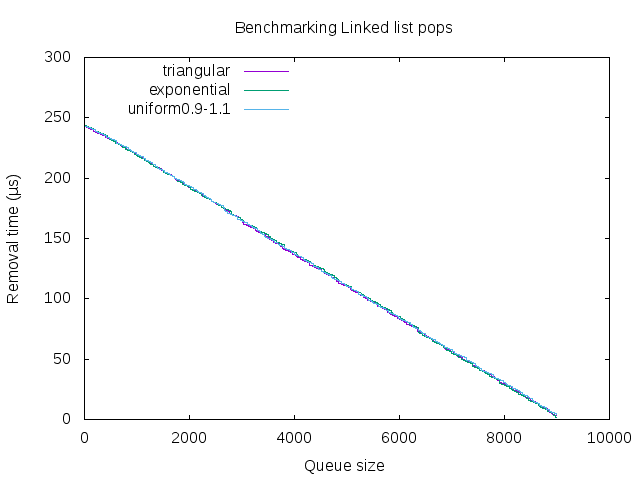 Benchmarking Linked list pops
300
250
200
150
100
50
0
Removal time (µs)
triangular
exponential
uniform0.9-1.1
0 2000 4000 6000 8000 10000
Queue size